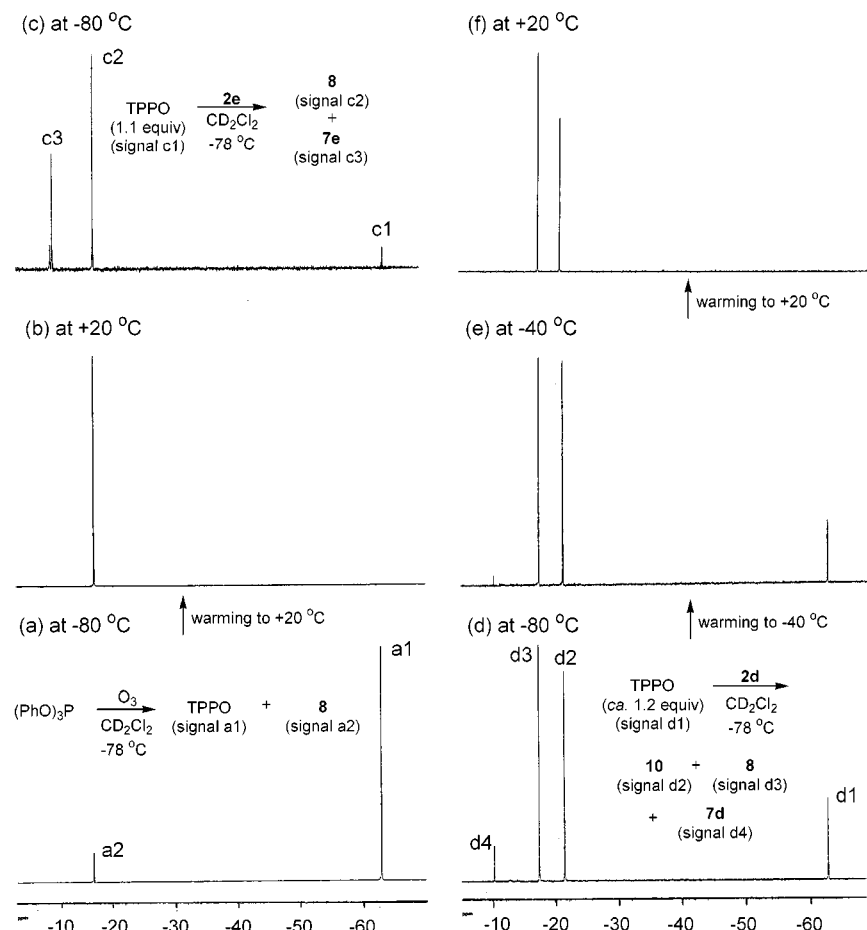 (c) at -80 °C
c2
c3
TPPO
(1.1 equiv)
(signal c1)
2e
CD2Cl2
-78 °C
8
(signal c2)
+
7e
(signal c3)
c1
(f) at +20 °C
warming to +20 °C
(b) at +20 °C
(e) at -40 °C
warming to +20 °C
warming to -40 °C
(a) at -80 °C
a1
(PhO)3P
O3
CD2Cl2
-78 °C
TPPO
(signal a1)
+
8
(signal a2)
a2
-10 -20 -30 -40 -50 -60
(d) at -80 °C
d3
d2
TPPO
(ca. 1.2 equiv)
(signal d1)
2d
CD2Cl2
-78 °C
10 + 8
(signal d2) (signal d3)
+ 7d
(signal d4)
d1
d4
-10 -20 -30 -40 -50 -60